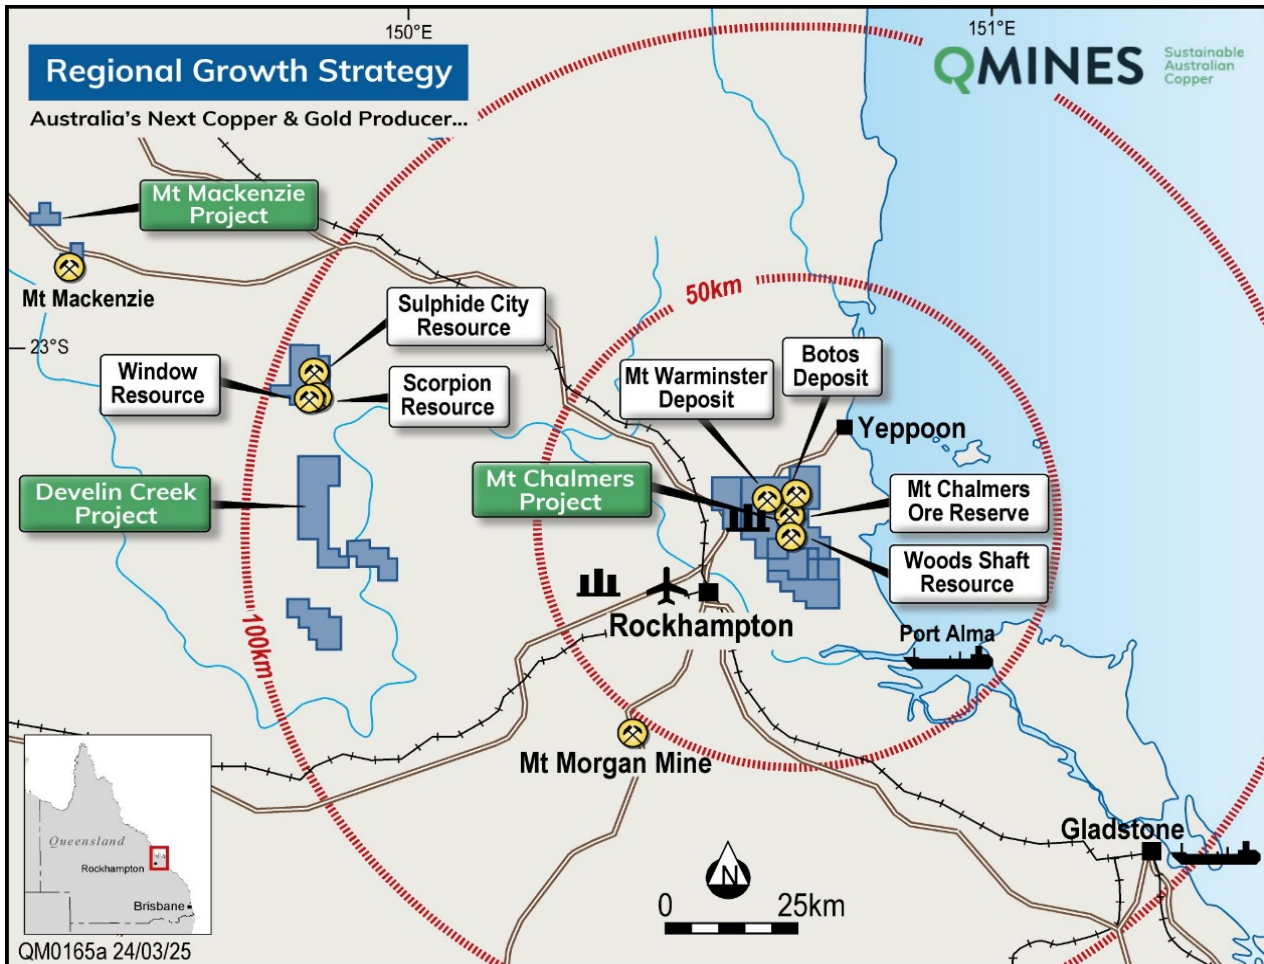 150°E
151°E
Regional Growth Strategy
Australia's Next Copper & Gold Producer...
QMINES
Sustainable
Australian
Copper
Mt Mackenzie
Project
Mt Mackenzie
50km
Sulphide City
Resource
23°S
Window
Resource
Scorpion
Resource
Mt Warminster
Deposit
Botos
Deposit
Yeppoon
Develin Creek
Project
Mt Chalmers
Project
Mt Chalmers
Ore Reserve
Woods Shaft
Resource
100km
Rockhampton
Port Alma
Mt Morgan Mine
Gladstone
Queensland
Rockhampton
Brisbane
N
0
25km
QM0165a 24/03/25